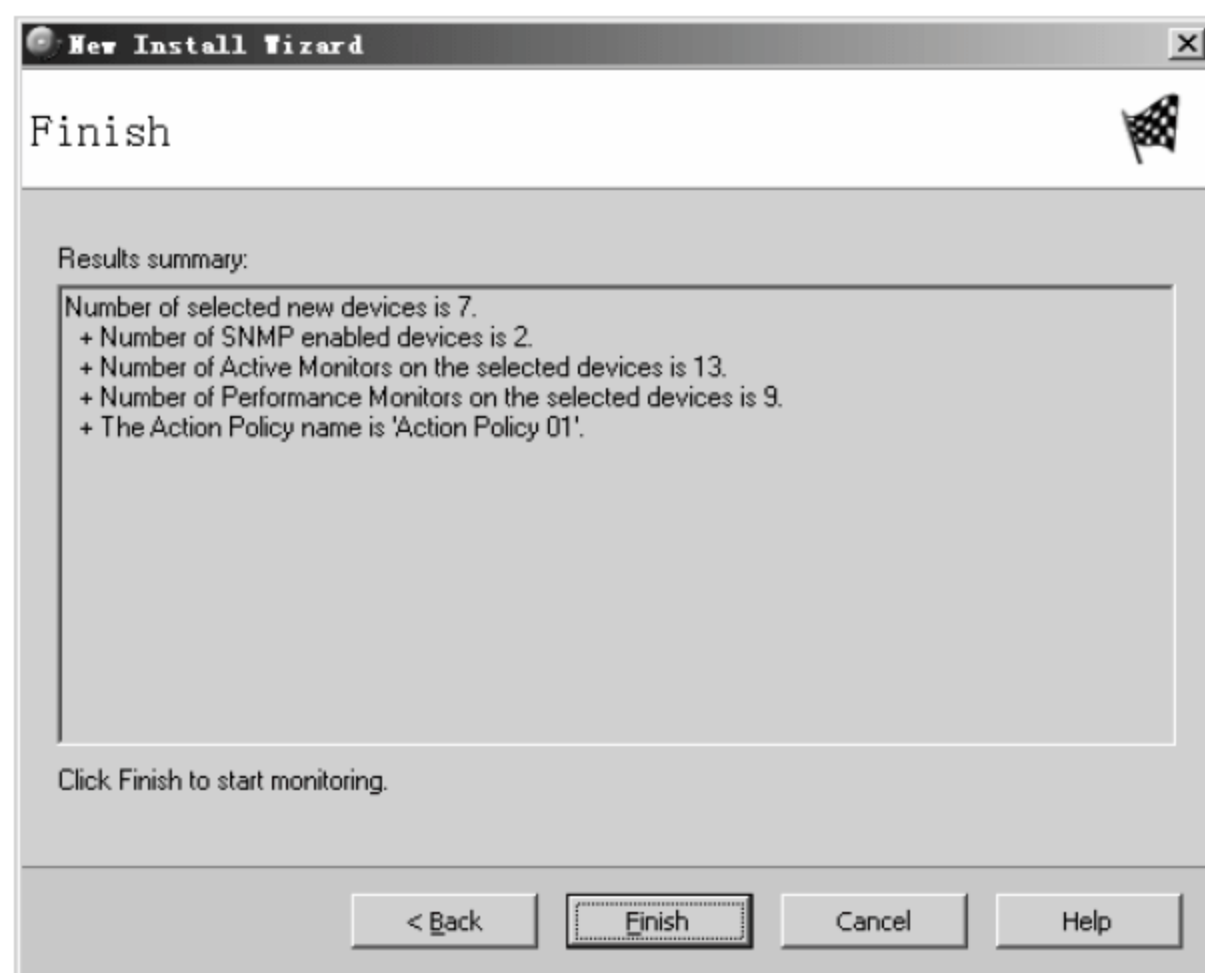 New Install Wizard
Finish
Results summary:
Number of selected new devices is 7.
+ Number of SNMP enabled devices is 2.
+ Number of Active Monitors on the selected devices is 13.
+ Number of Performance Monitors on the selected devices is 9.
+ The Action Policy name is 'Action Policy 01'.
Click Finish to start monitoring.
< Back Finish Cancel Help